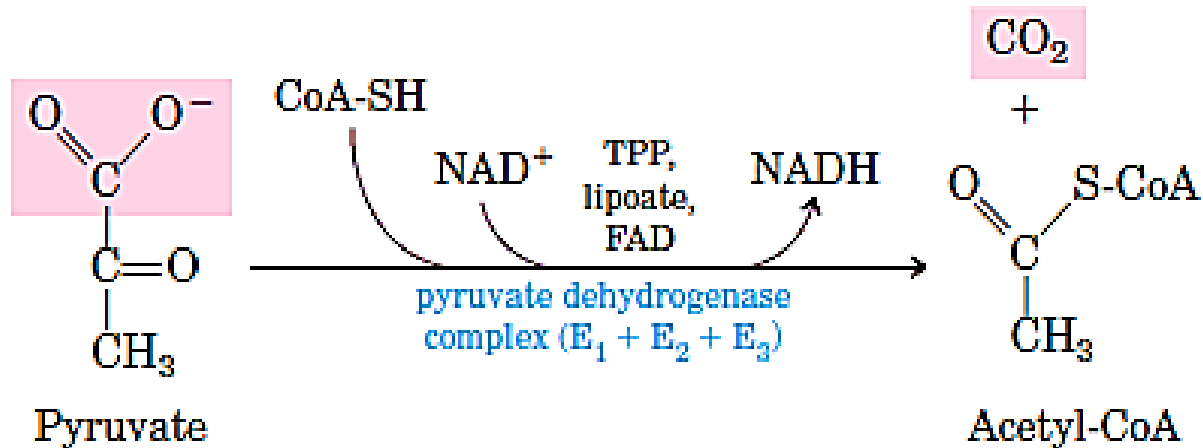 CO₂
+
O
O⁻
C
C=O
CH₃
Pyruvate
CoA-SH
NAD⁺
TPP,
lipoate,
FAD
NADH
pyruvate dehydrogenase
complex (E₁ + E₂ + E₃)
O
S-CoA
C
CH₃
Acetyl-CoA